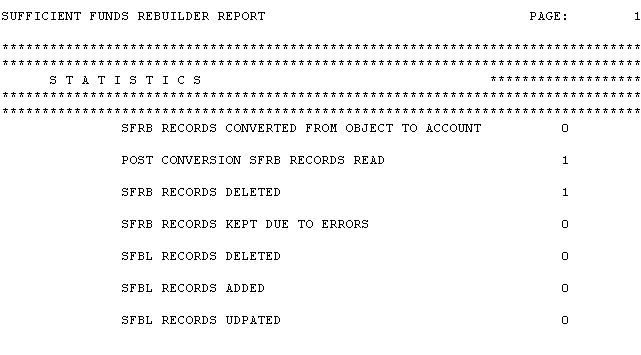 SUFFICIENT FUNDS REBUILDER REPORT PAGE: 1
********************************************************************************
********************************************************************************
S T A T I S T I C S *******************
********************************************************************************
********************************************************************************
SFRB RECORDS CONVERTED FROM OBJECT TO ACCOUNT 0
POST CONVERSION SFRB RECORDS READ 1
SFRB RECORDS DELETED 1
SFRB RECORDS KEPT DUE TO ERRORS 0
SFBL RECORDS DELETED 0
SFBL RECORDS ADDED 0
SFBL RECORDS UDPATED 0